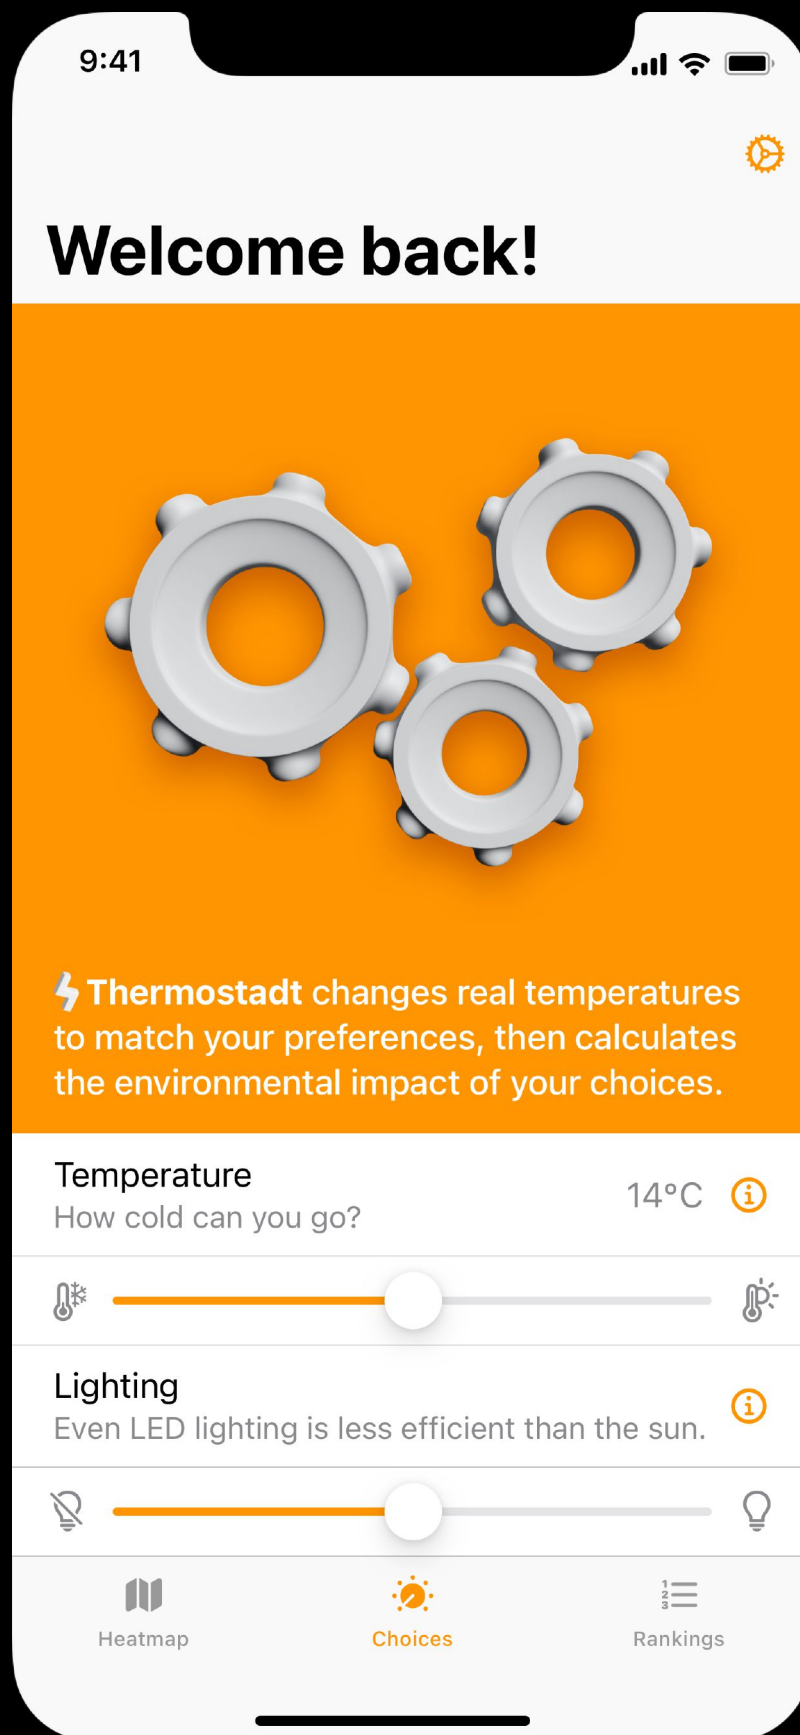 9:41
Welcome back!
Thermostadt changes real temperatures
to match your preferences, then calculates
the environmental impact of your choices.
Temperature
How cold can you go?
14°C
Lighting
Even LED lighting is less efficient than the sun.
Heatmap
Choices
Rankings